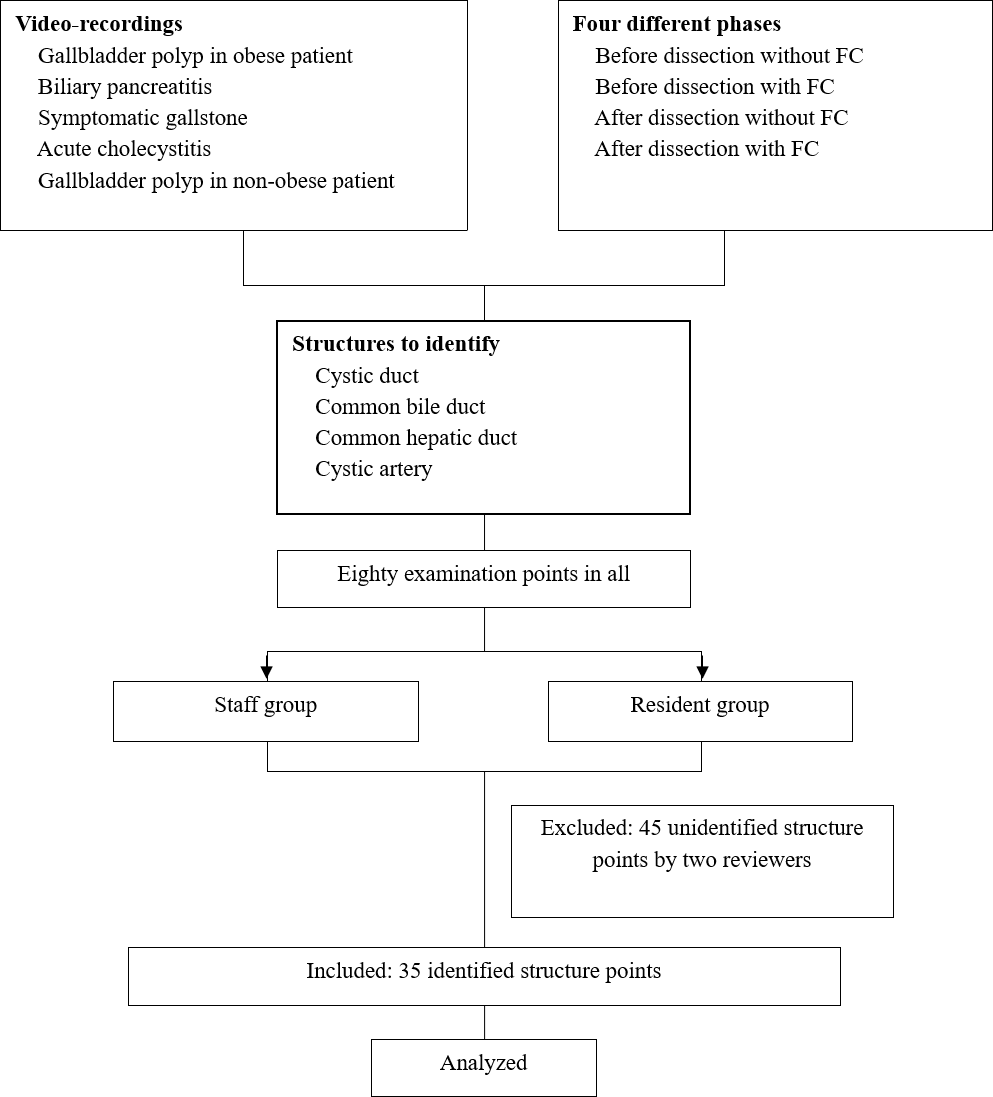 Video-recordings
Gallbladder polyp in obese patient
Biliary pancreatitis
Symptomatic gallstone
Acute cholecystitis
Gallbladder polyp in non-obese patient
Four different phases
Before dissection without FC
Before dissection with FC
After dissection without FC
After dissection with FC
Structures to identify
Cystic duct
Common bile duct
Common hepatic duct
Cystic artery
Eighty examination points in all
Staff group
Resident group
Excluded: 45 unidentified structure
points by two reviewers
Included: 35 identified structure points
Analyzed